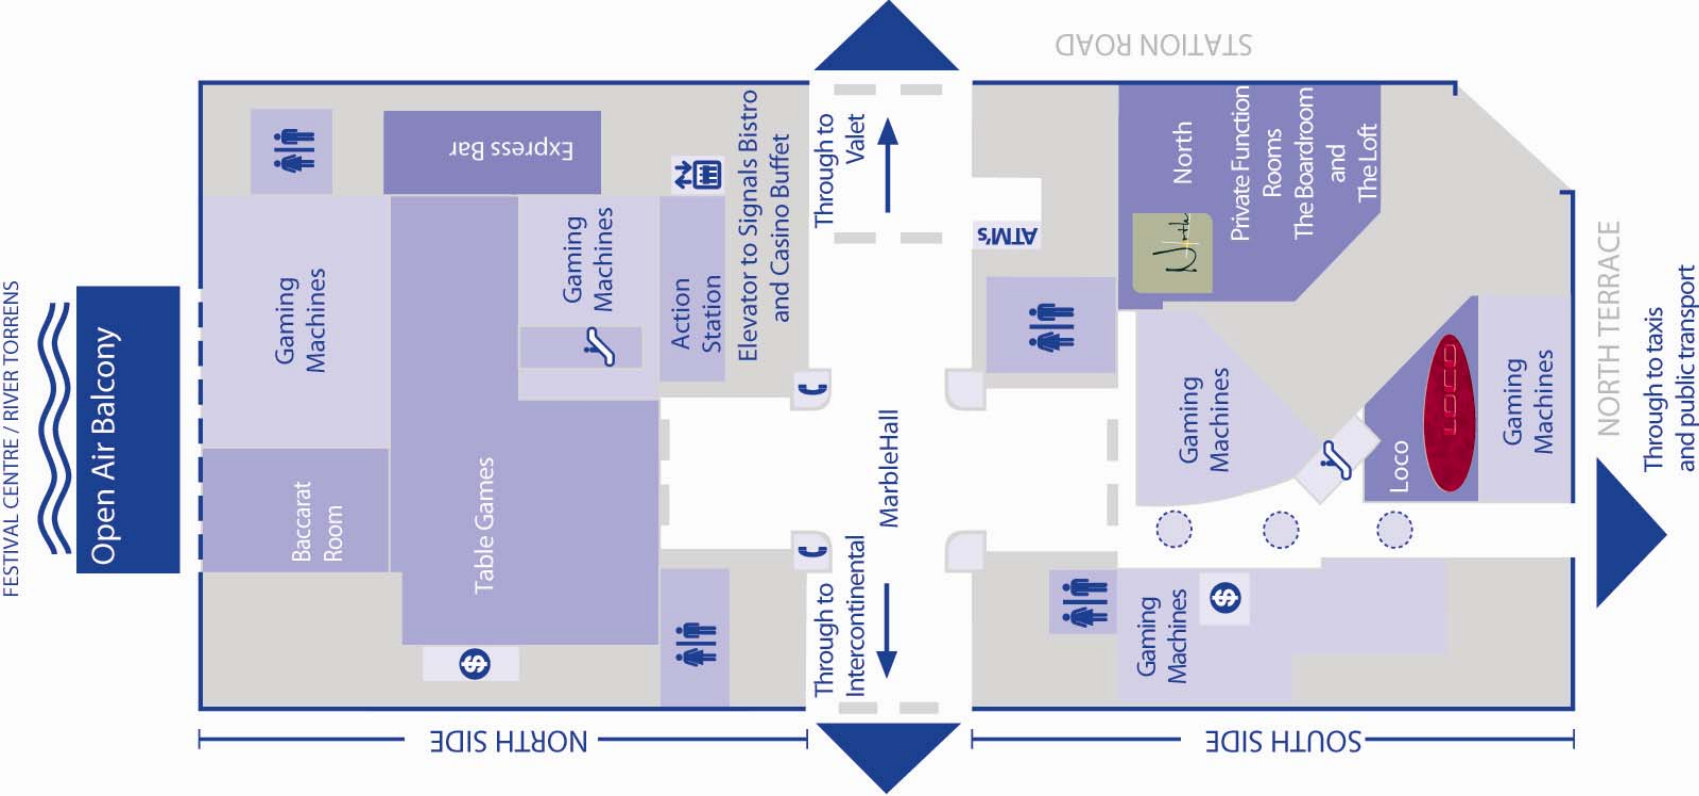 FESTIVAL CENTRE / RIVER TORRENS
Open Air Balcony
Gaming
Machines
Baccarat
Room
Express Bar
Table Games
Gaming
Machines
Action
Station
Elevator to Signals Bistro
and Casino Buffet
NORTH SIDE
Through to
Valet
MarbleHall
Through to
Intercontinental
C
C
$
STATION ROAD
ATM's
North
North
Private Function
Rooms
The Boardroom
and
The Loft
Gaming
Machines
Loco
LOCO
Gaming
Machines
Gaming
Machines
$
SOUTH SIDE
NORTH TERRACE
Through to taxis
and public transport